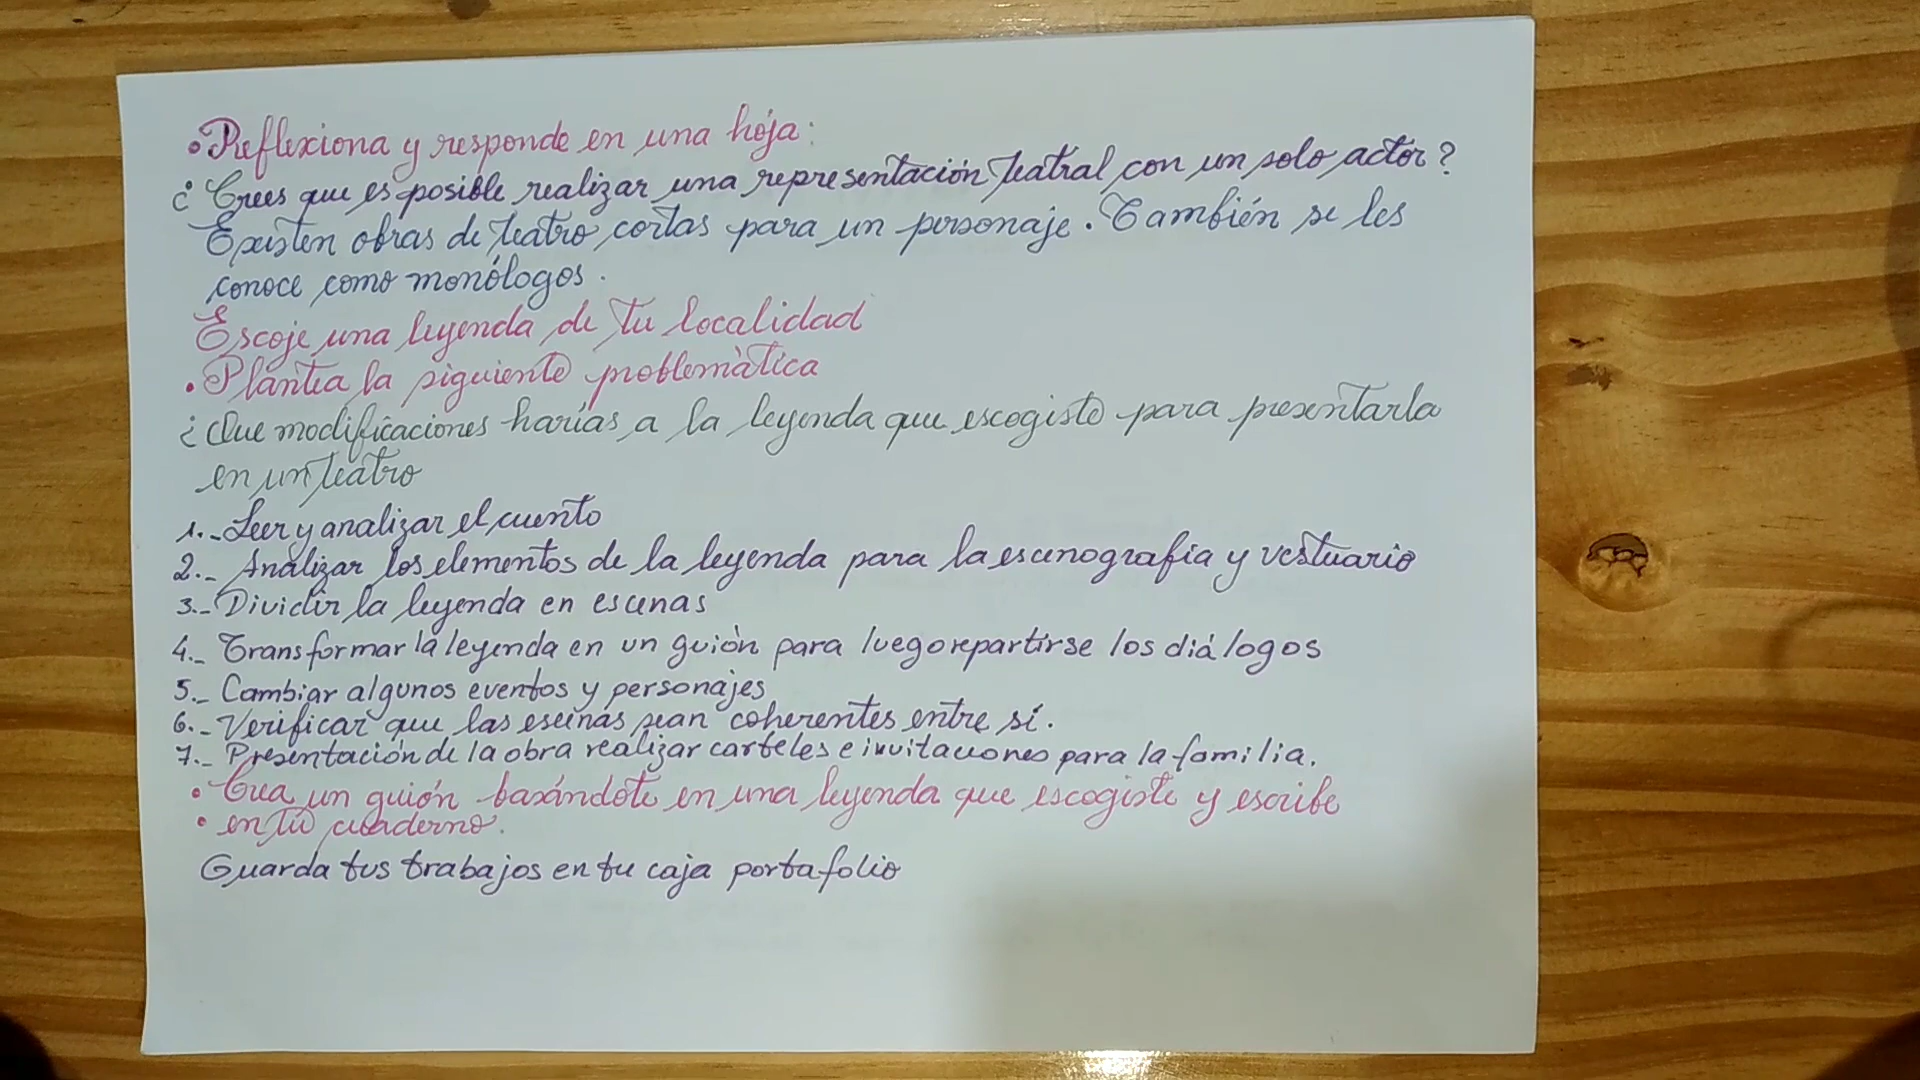 • Reflexiona y responde en una hoja:
¿Crees que es posible realizar una representación teatral con un solo actor?
Existen obras de teatro cortas para un personaje. También se les
conoce como monólogos.
Escoje una leyenda de tu localidad
• Plantea la siguiente problemàtica
¿Que modificaciones harías a la leyenda que escogiste para presentarla
en un teatro
1.- Leer y analizar el cuento
2.- Analizar los elementos de la leyenda para la escenografia y vestuario
3.- Dividir la leyenda en escenas
4.- Transformar la leyenda en un guiòn para luego repartirse los diálogos
5.- Cambiar algunos eventos y personajes
6.- Verificar que las eseinas sean coherentes entre sí.
7.- Presentación de la obra realizar carteles e invitaciones para la familia.
• Crea un guión basándote en una leyenda que escogiste y escribe
• en tu cuaderno.
Guarda tus trabajos en tu caja portafolio